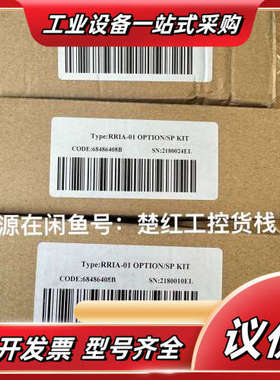 工业设备一站式采购
Type:RRIA-01 OPTION/SP KIT
CODE:68486408B
SN:2180024EL
源在闲鱼号：楚红工控货栈
Type:RRIA-01 OPTION/SP KIT
CODE:68486408B
SN:2180010EL
开发票 型号齐全
议价